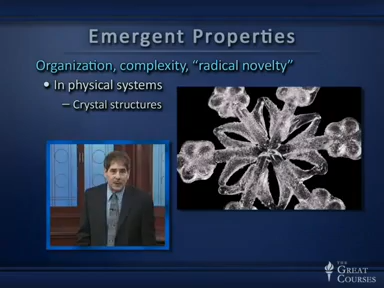 Emergent Properties
Organization, complexity, “radical novelty”
• In physical systems
– Crystal structures
THE
GREAT
COURSES